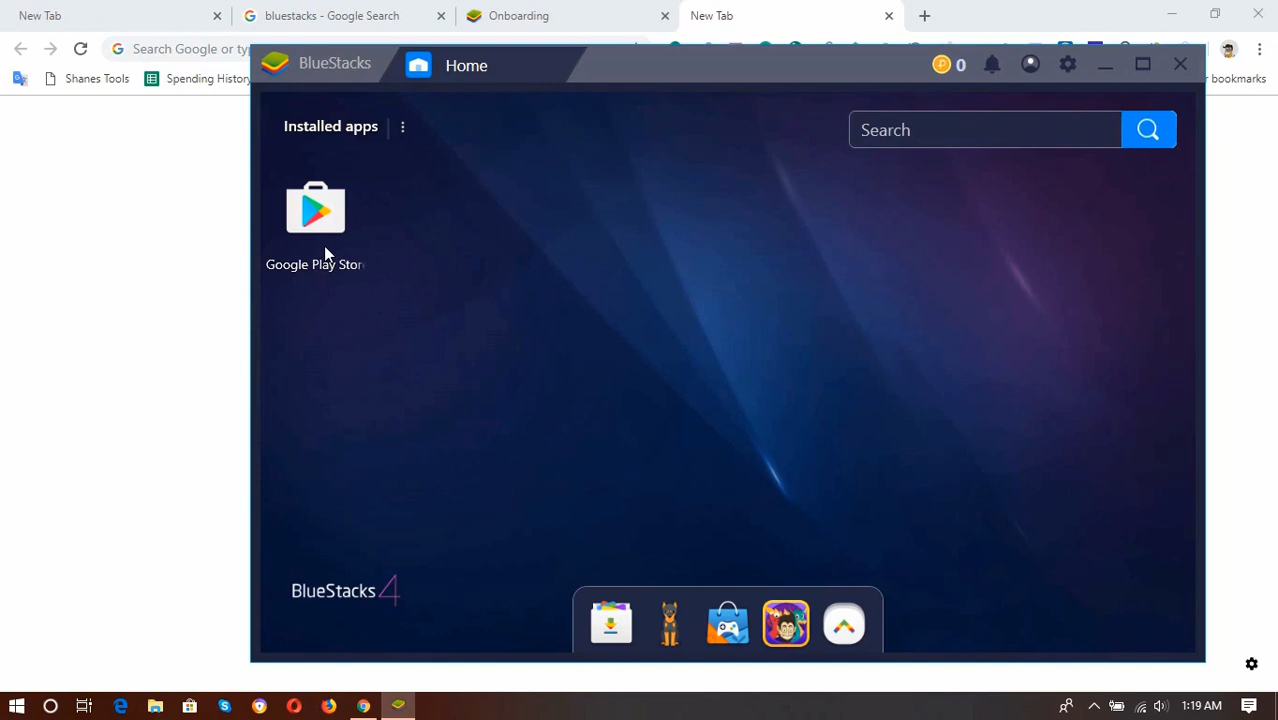 New Tab
bluestacks - Google Search
Onboarding
New Tab
Search Google or ty
Shanes Tools
Spending History
r bookmarks
BlueStacks
Home
0
Installed apps
Search
Google Play Stor
BlueStacks 4
1:19 AM